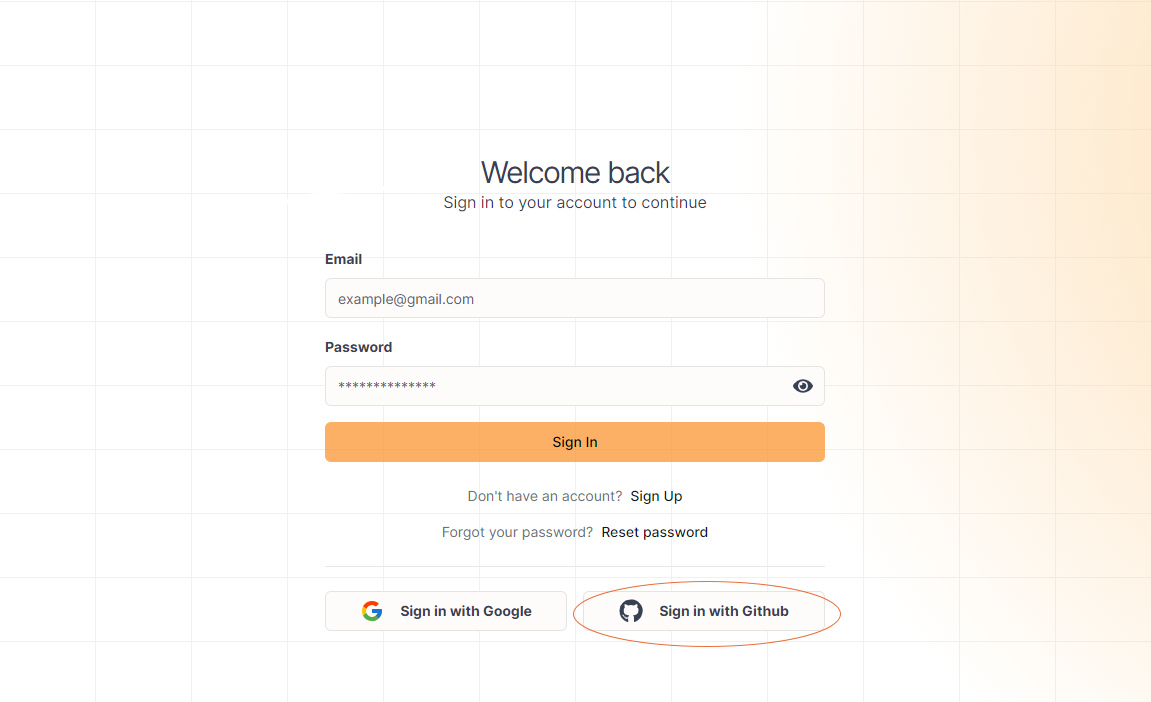 Welcome back
Sign in to your account to continue
Email
example@gmail.com
Password
**************
Sign In
Don't have an account? Sign Up
Forgot your password? Reset password
Sign in with Google Sign in with Github